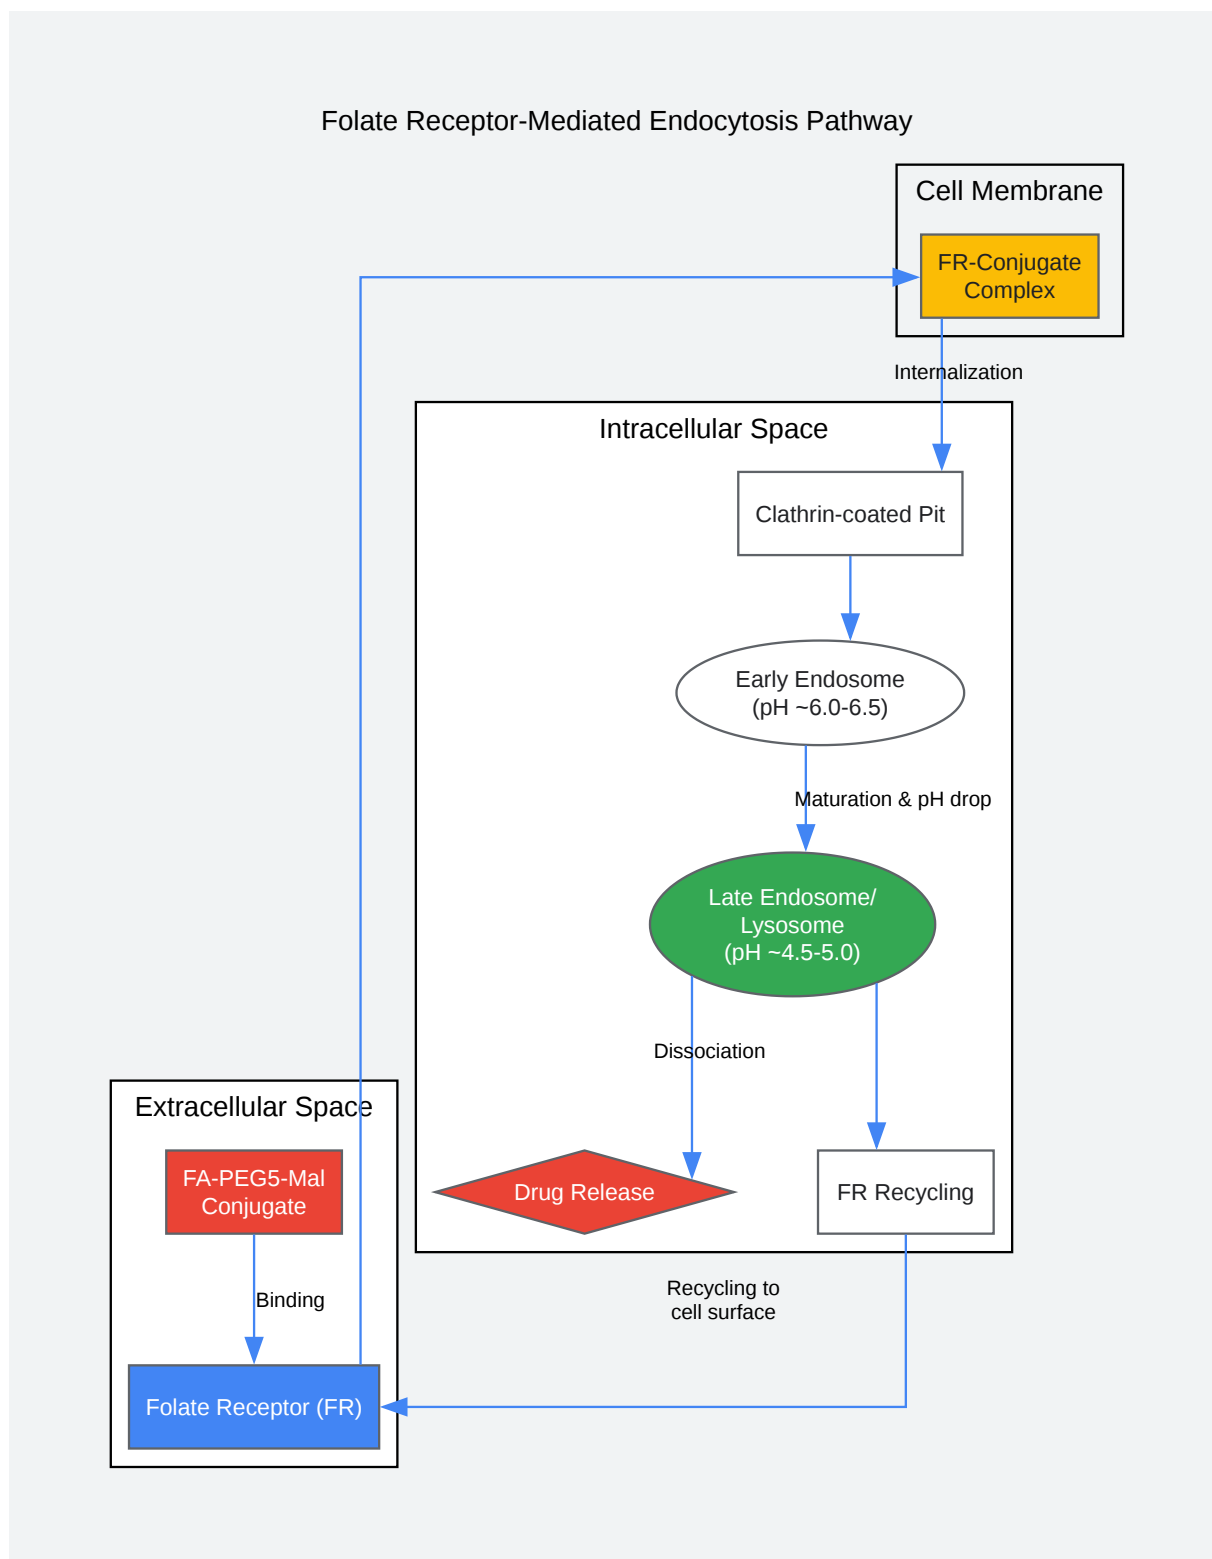 Folate Receptor-Mediated Endocytosis Pathway
Cell Membrane
FR-Conjugate
Complex
Internalization
Intracellular Space
Clathrin-coated Pit
Early Endosome
(pH ~6.0-6.5)
Maturation & pH drop
Late Endosome/
Lysosome
(pH ~4.5-5.0)
Dissociation
Drug Release
FR Recycling
Extracellular Space
FA-PEG5-Mal
Conjugate
Binding
Folate Receptor (FR)
Recycling to
cell surface